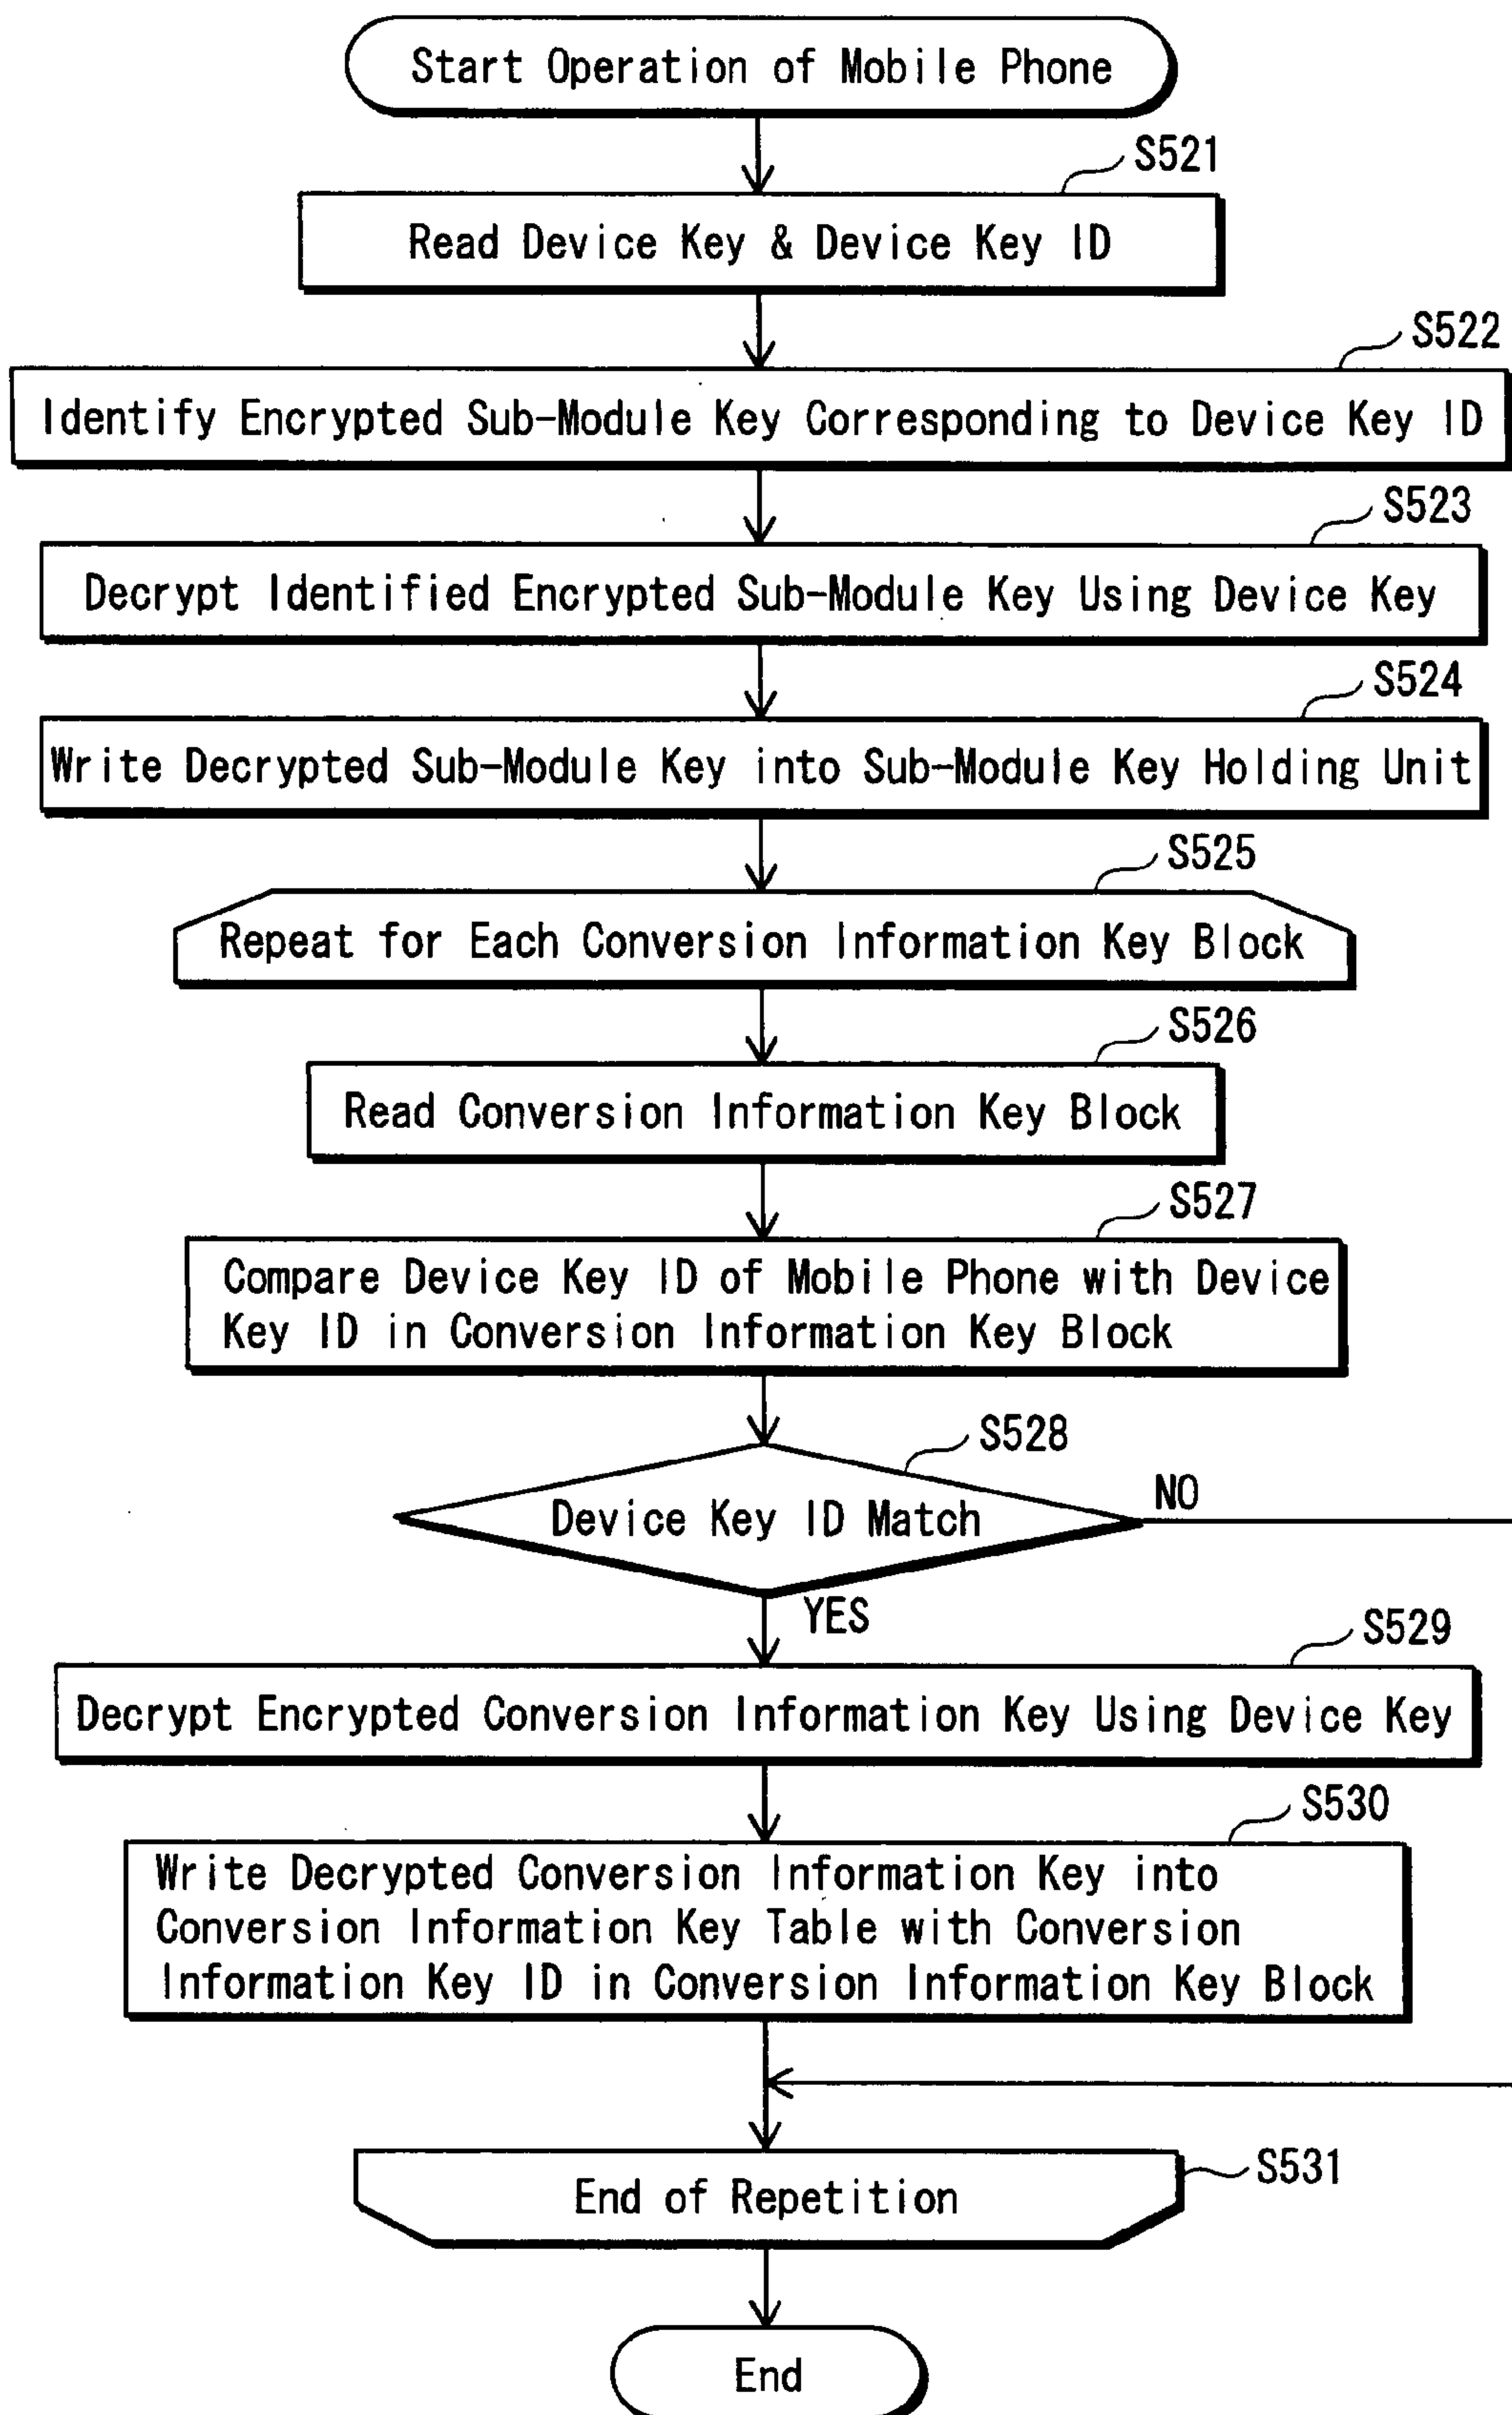 Start Operation of Mobile Phone
S521
Read Device Key & Device Key ID
S522
Identify Encrypted Sub-Module Key Corresponding to Device Key ID
S523
Decrypt Identified Encrypted Sub-Module Key Using Device Key
S524
Write Decrypted Sub-Module Key into Sub-Module Key Holding Unit
S525
Repeat for Each Conversion Information Key Block
S526
Read Conversion Information Key Block
S527
Compare Device Key ID of Mobile Phone with Device
Key ID in Conversion Information Key Block
S528
Device Key ID Match
NO
YES
S529
Decrypt Encrypted Conversion Information Key Using Device Key
S530
Write Decrypted Conversion Information Key into
Conversion Information Key Table with Conversion
Information Key ID in Conversion Information Key Block
S531
End of Repetition
End